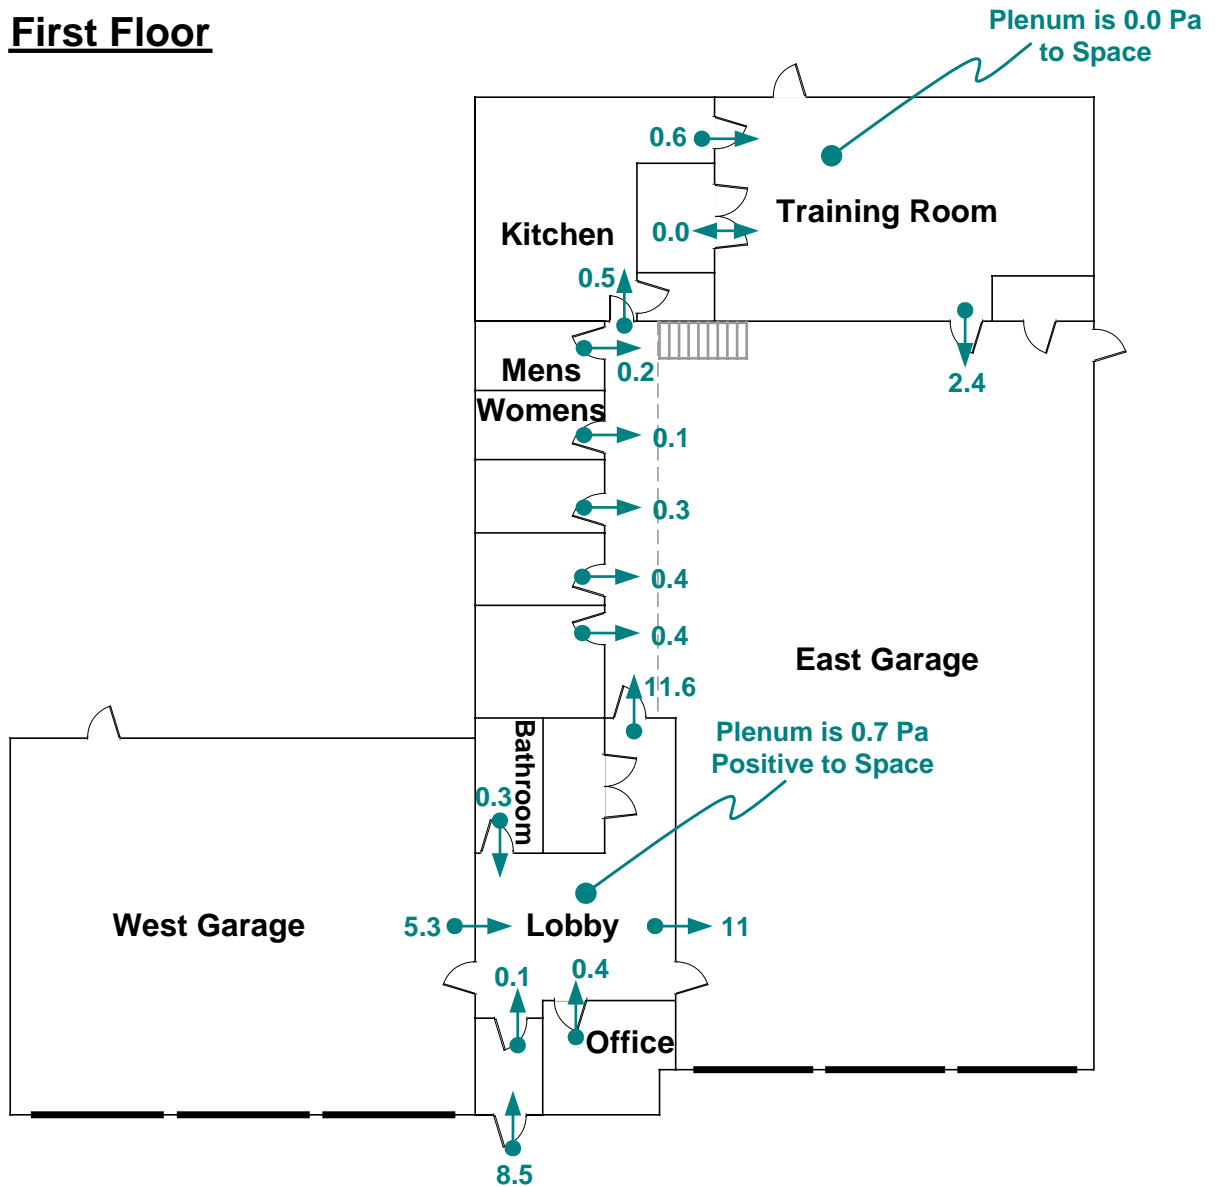 First Floor
Plenum is 0.0 Pa
to Space
0.6
Training Room
Kitchen
0.0
0.5
Mens
0.2
2.4
Womens
0.1
0.3
0.4
0.4
East Garage
11.6
Bathroom
Plenum is 0.7 Pa
Positive to Space
0.3
West Garage
5.3
Lobby
11
0.1
0.4
Office
8.5